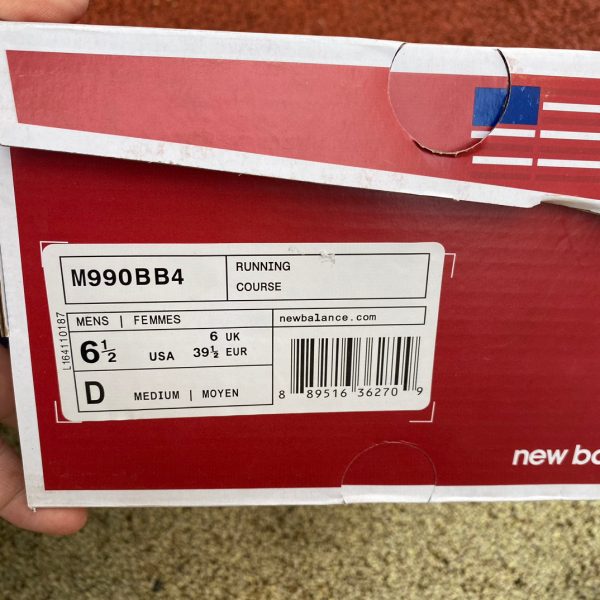 M990BB4
RUNNING
COURSE
MENS | FEMMES
newbalance.com
6½ USA
6 UK
39½ EUR
D MEDIUM | MOYEN
8 89516 36270 9
L164110187
new ba